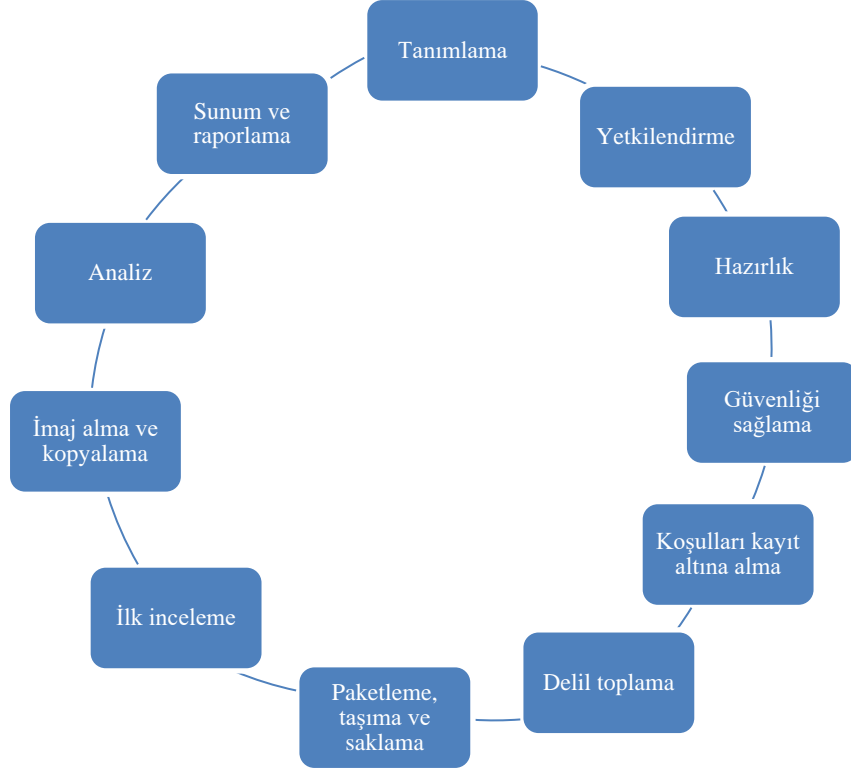 Tanımlama
Yetkilendirme
Hazırlık
Güvenliği
sağlama
Koşulları kayıt
altına alma
Delil toplama
Paketleme,
taşıma ve
saklama
İlk inceleme
İmaj alma ve
kopyalama
Analiz
Sunum ve
raporlama